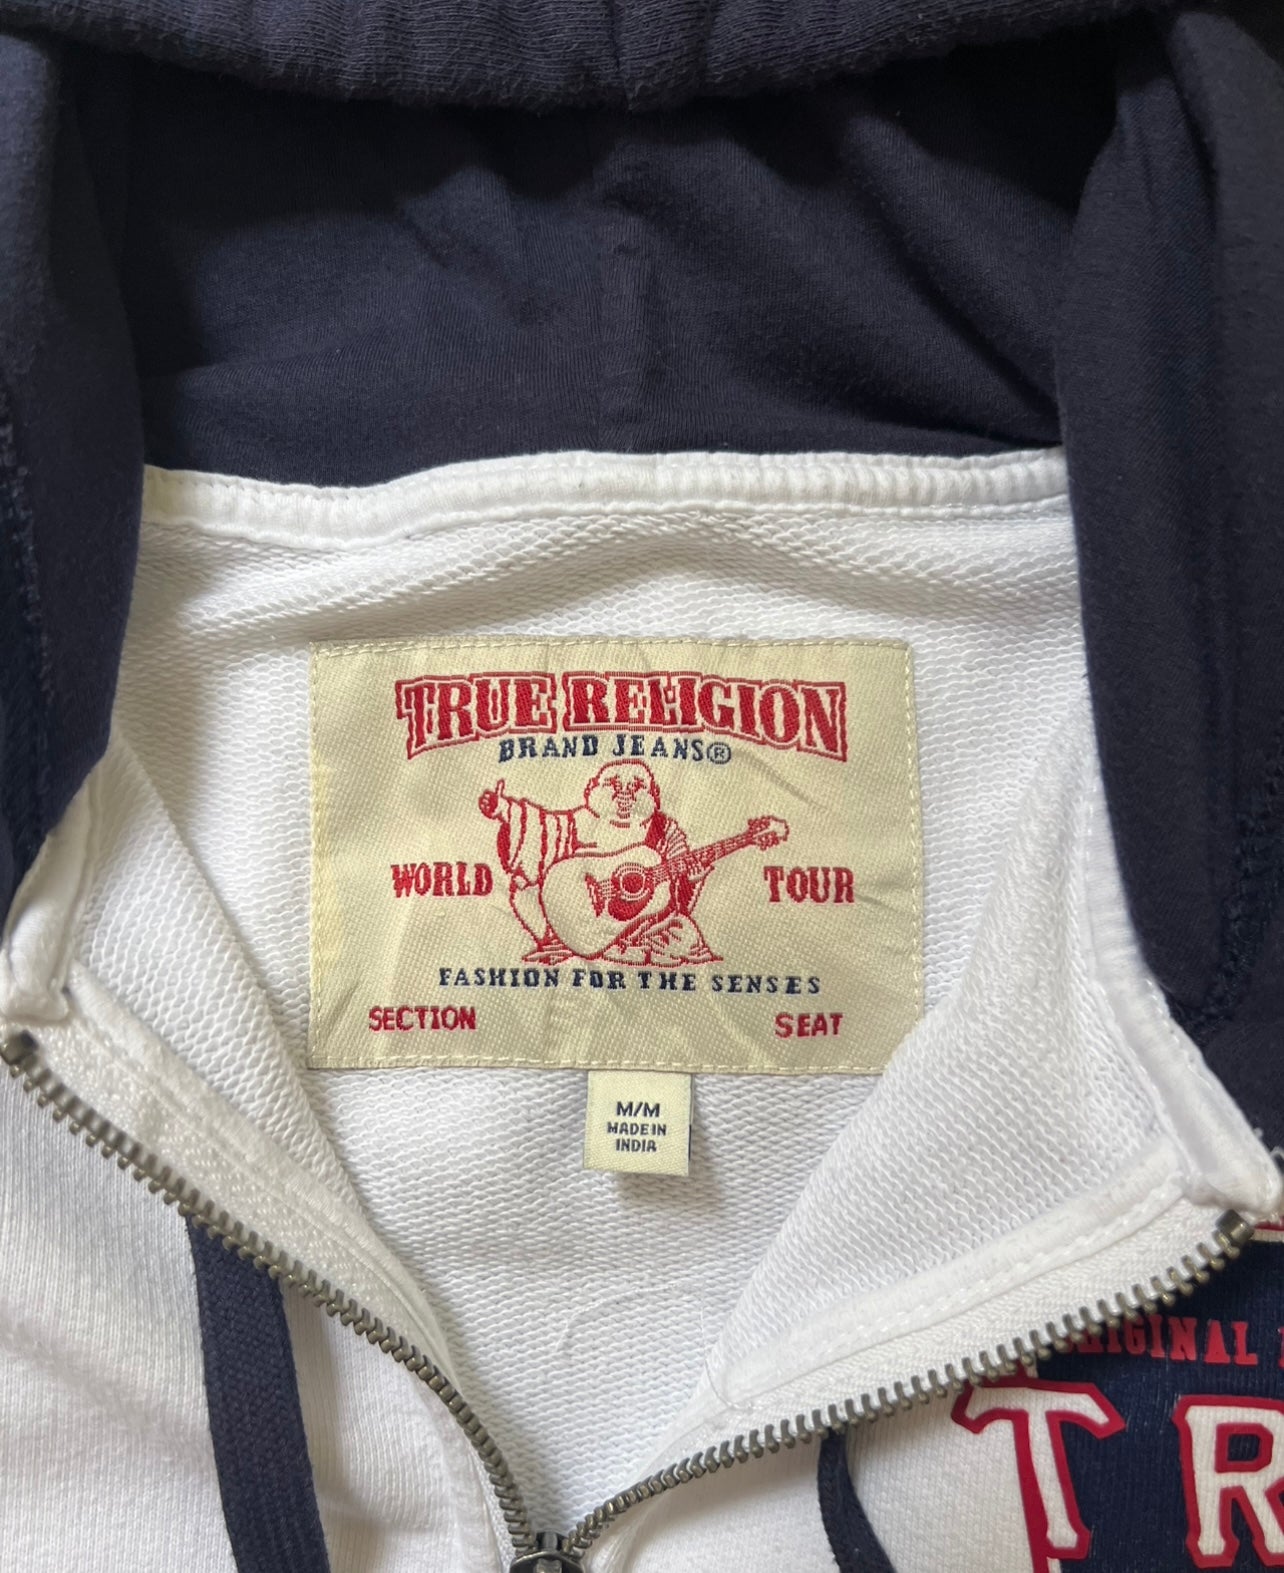 TRUE RELIGION
BRAND JEANS®
WORLD TOUR
FASHION FOR THE SENSES
SECTION SEAT
M/M
MADE IN
INDIA
ORIGINAL
TR